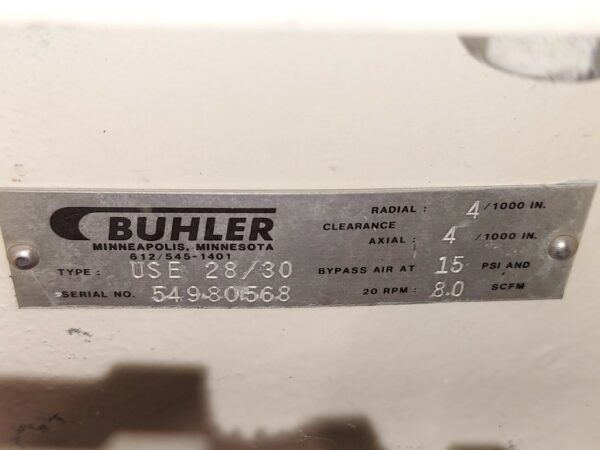 BUHLER
MINNEAPOLIS, MINNESOTA
612/545-1401
TYPE: USE 28/30
SERIAL NO. 54980568
RADIAL: 4/1000 IN.
CLEARANCE
AXIAL: 4/1000 IN.
BYPASS AIR AT 15 PSI AND
20 RPM: 8.0 SCFM